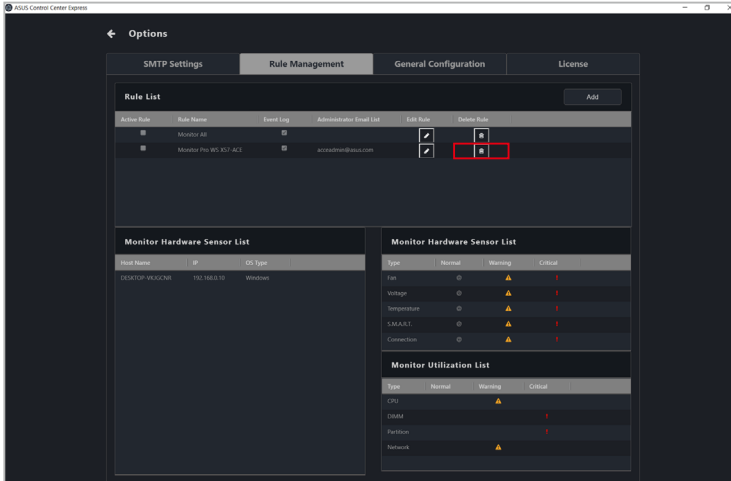 ASUS Control Center Express
Options
SMTP Settings Rule Management General Configuration License
Rule List Add
Active Rule Rule Name Event Log Administrator Email List Edit Rule Delete Rule
Monitor All
Monitor Pro WS X57-ACE acceadmin@asus.com
Monitor Hardware Sensor List
Host Name IP OS Type
DESKTOP-VK3GCNR 192.168.0.10 Window
Monitor Hardware Sensor List
Type Normal Warning Critical
Fan
Voltage
Temperature
S.M.A.R.T.
Connection
Monitor Utilization List
Type Normal Warning Critical
CPU
DIMM
Partition
Network